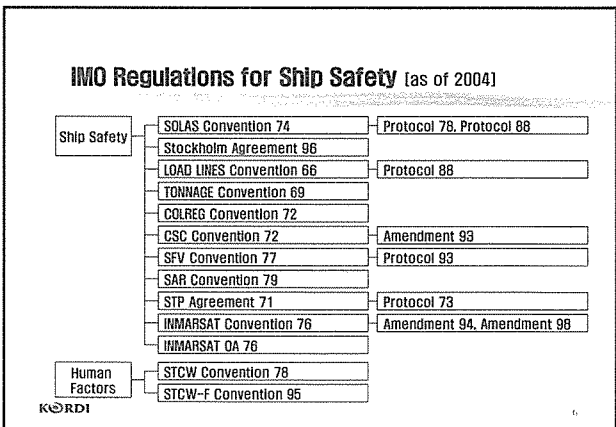 IMO Regulations for Ship Safety [as of 2004]
Ship Safety
SOLAS Convention 74
Protocol 78, Protocol 88
Stockholm Agreement 96
LOAD LINES Convention 66
Protocol 88
TONNAGE Convention 69
COLREG Convention 72
CSC Convention 72
Amendment 93
SFV Convention 77
Protocol 93
SAR Convention 79
STP Agreement 71
Protocol 73
INMARSAT Convention 76
Amendment 94, Amendment 98
INMARSAT OA 76
Human
Factors
STCW Convention 78
STCW-F Convention 95
KORDI